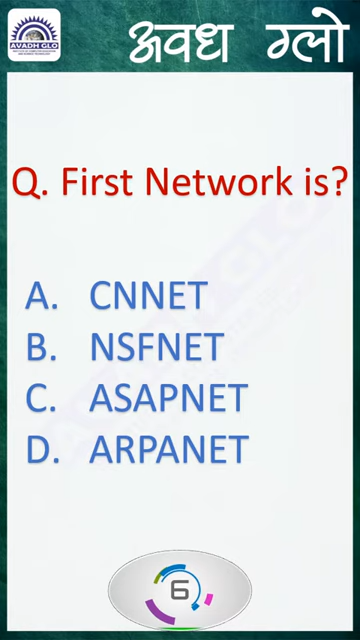 अवध ग्लो
AVADH GLO
Q. First Network is?
A. CNNET
B. NSFNET
C. ASAPNET
D. ARPANET
6